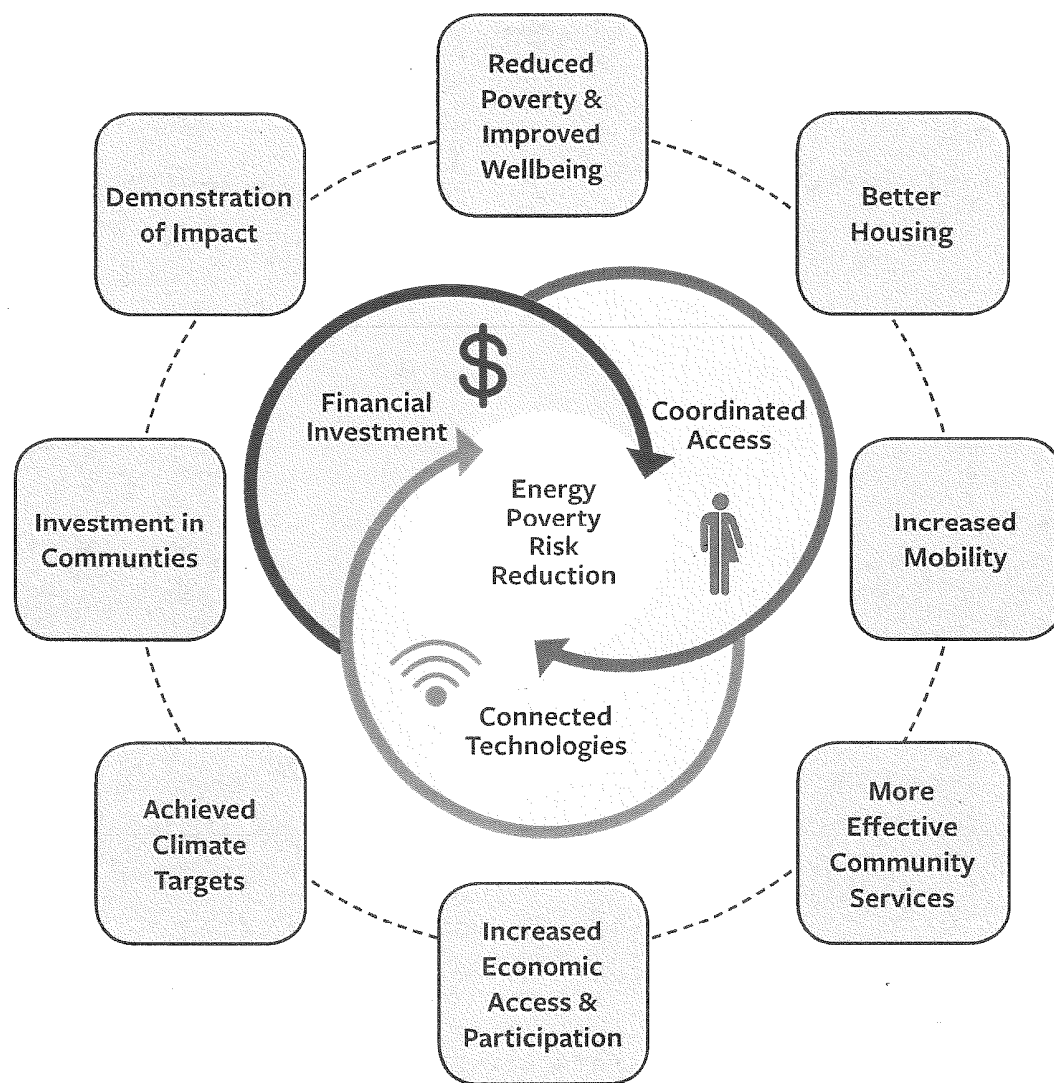 Reduced
Poverty &
Improved
Wellbeing
Demonstration
of Impact
Better
Housing
$
Financial
Investment
Coordinated
Access
Energy
Poverty
Risk
Reduction
Investment in
Communties
Increased
Mobility
Connected
Technologies
Achieved
Climate
Targets
More
Effective
Community
Services
Increased
Economic
Access &
Participation